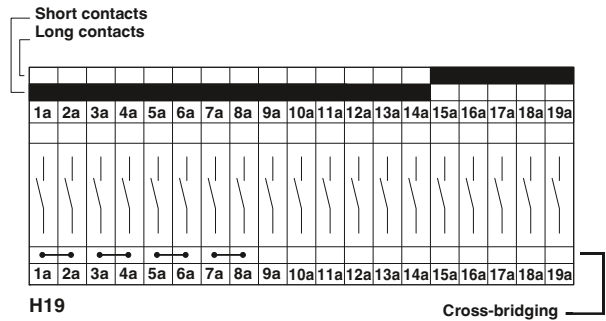 Short contacts
Long contacts
1a 2a 3a 4a 5a 6a 7a 8a 9a 10a 11a 12a 13a 14a 15a 16a 17a 18a 19a
1a 2a 3a 4a 5a 6a 7a 8a 9a 10a 11a 12a 13a 14a 15a 16a 17a 18a 19a
H19
Cross-bridging